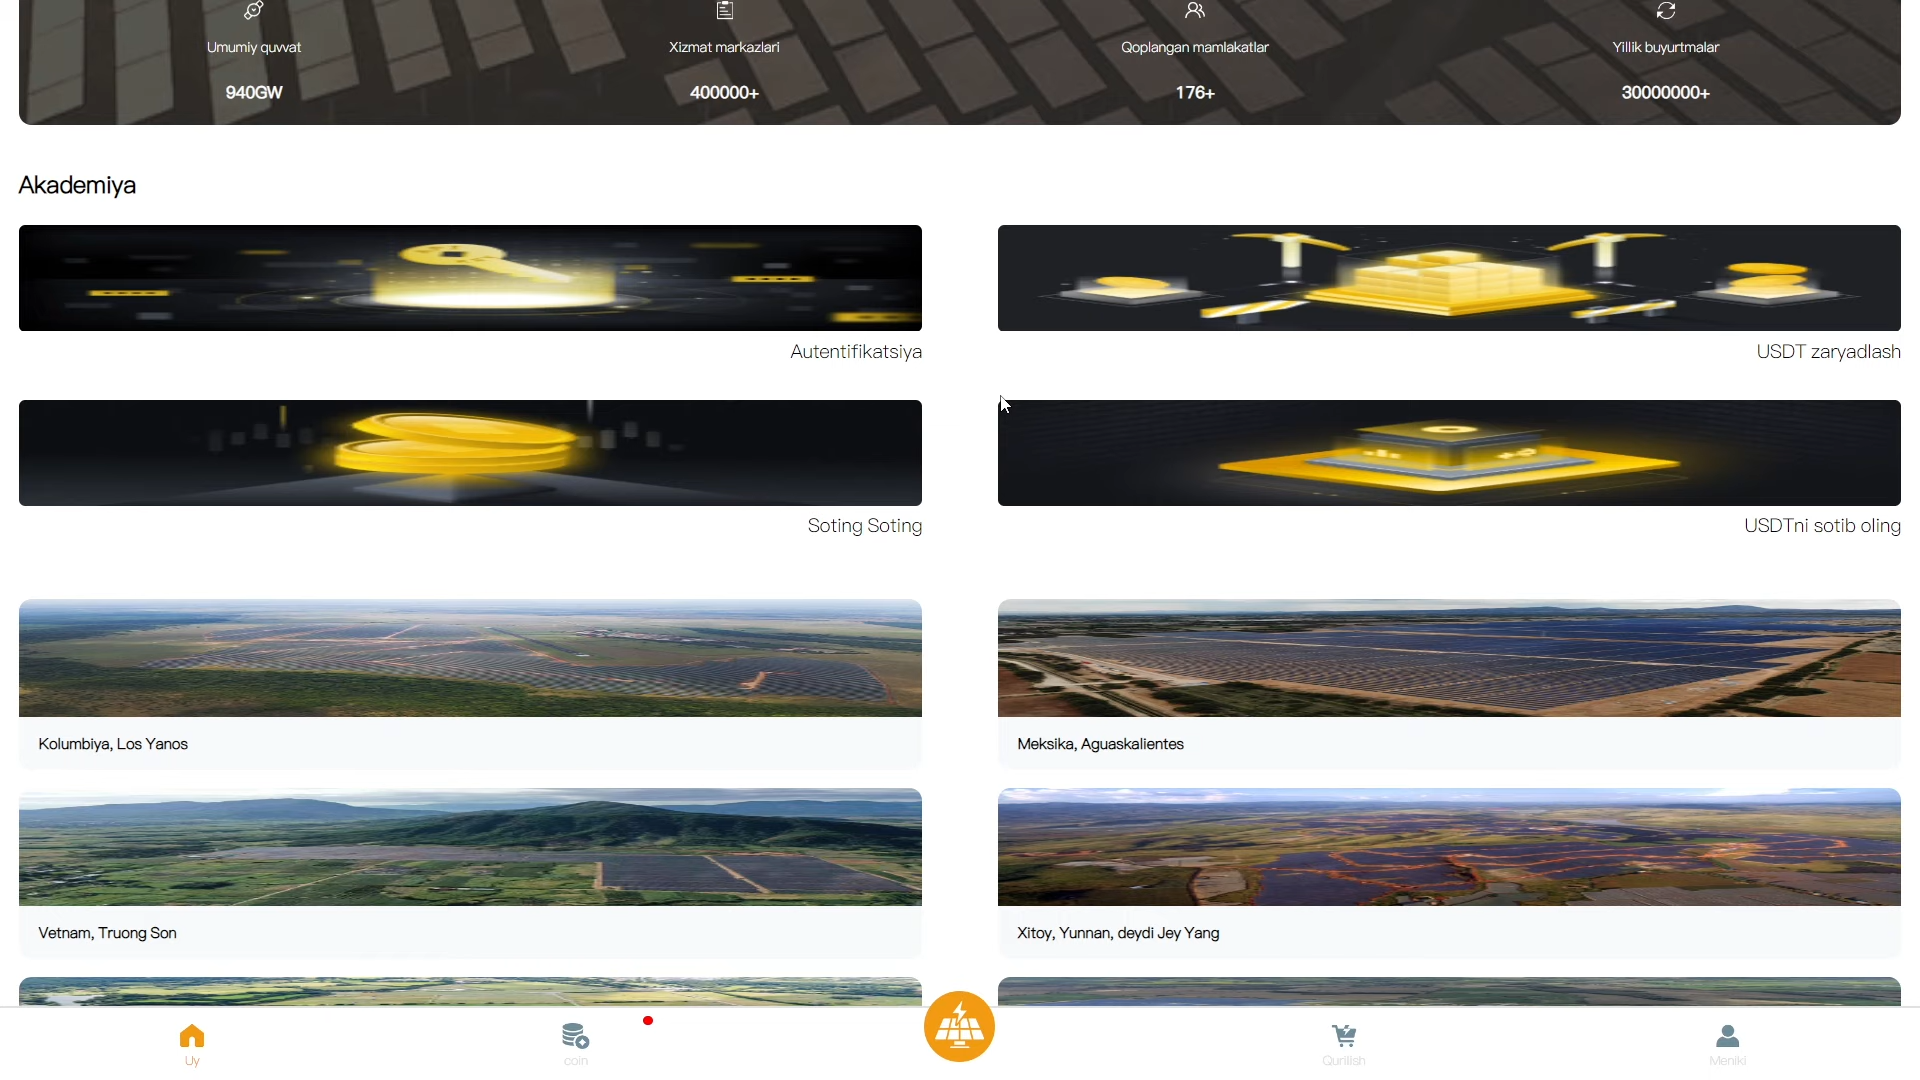 Umumiy quvvat
Xizmat markazlari
Qoplangan mamlakatlar
Yillik buyurtmalar
940GW
400000+
176+
30000000+
Akademiya
Autentifikatsiya
USDT zaryadlash
Soting Soting
USDTni sotib oling
Kolumbiya, Los Yanos
Meksika, Aguaskalientes
Vetnam, Truong Son
Xitoy, Yunnan, deydi Jey Yang
Uy
coin
Qurilish
Meniki